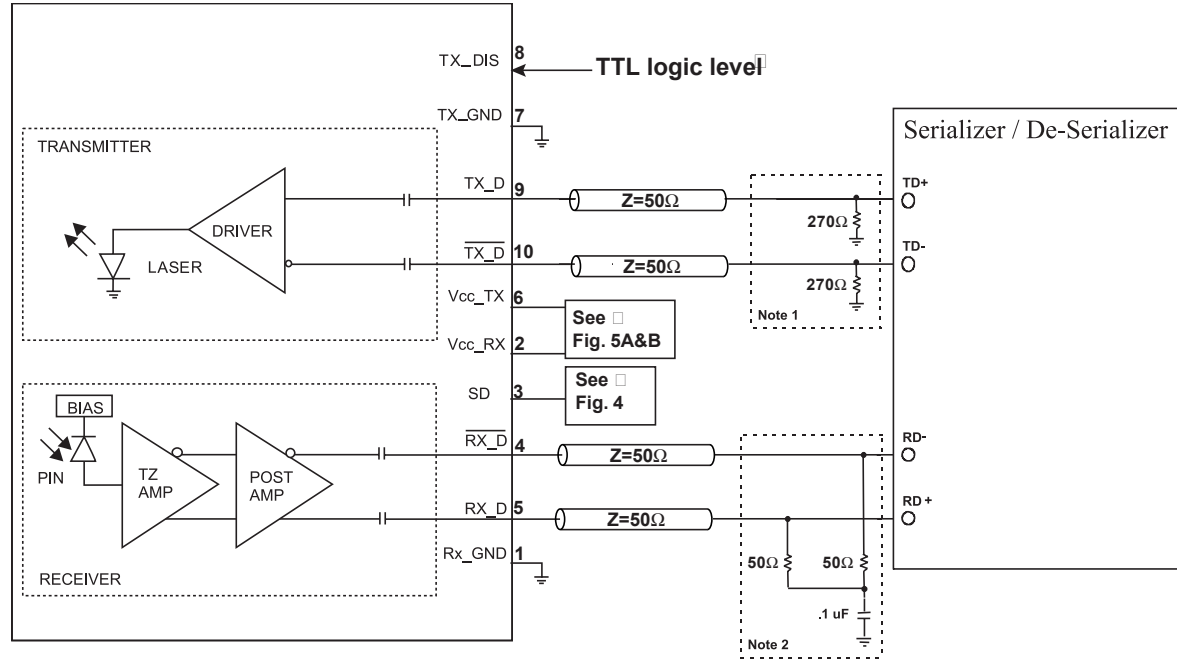 TX_DIS
8
TTL logic level
TX_GND
7
Serializer / De-Serializer
TRANSMITTER
TX_D
9
Z=50Ω
TD+
270Ω
DRIVER
LASER
TX_D
10
Z=50Ω
TD-
270Ω
Note 1
Vcc_TX
6
See
Fig. 5A&B
Vcc_RX
2
SD
3
See
Fig. 4
BIAS
PIN
TZ
AMP
POST
AMP
RX_D
4
Z=50Ω
RD-
RX_D
5
Z=50Ω
RD+
50Ω
50Ω
.1 uF
Note 2
Rx_GND
1
RECEIVER